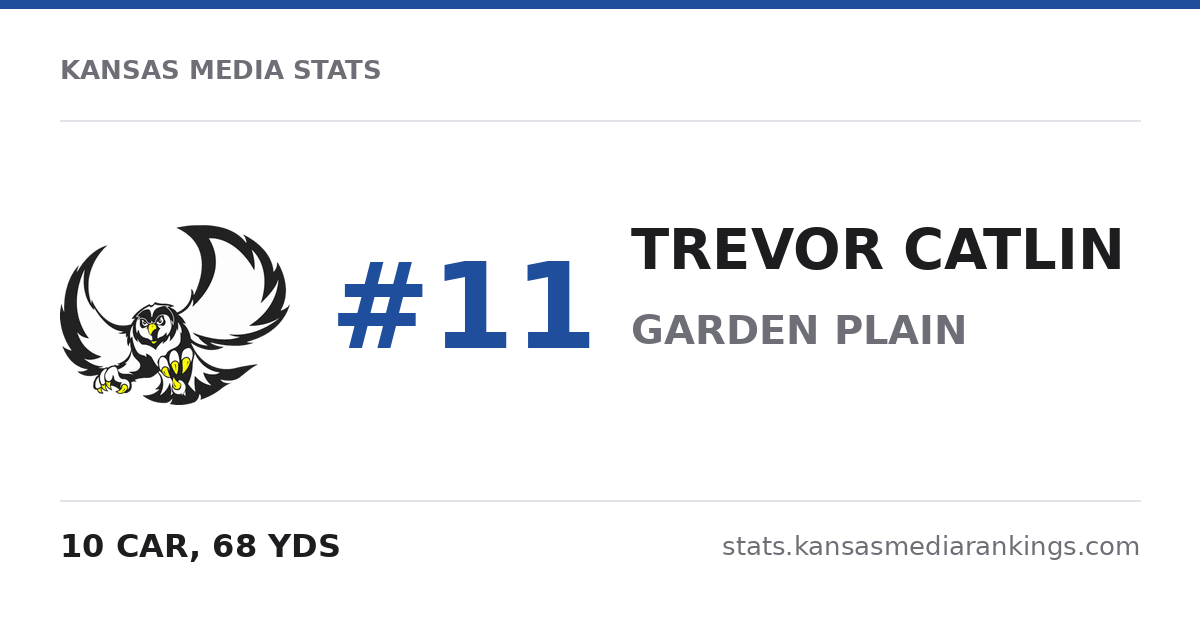 KANSAS MEDIA STATS
#11
TREVOR CATLIN
GARDEN PLAIN
10 CAR, 68 YDS
stats.kansasmediarankings.com